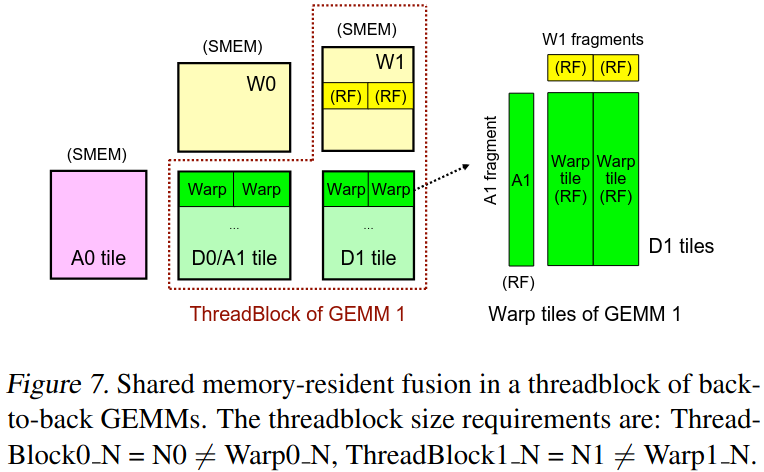 (SMEM)
(SMEM)
W1 fragments
W0
W1
(RF) (RF)
(RF) (RF)
(SMEM)
A0 tile
Warp Warp
...
D0/A1 tile
Warp Warp
...
D1 tile
ThreadBlock of GEMM 1
A1 fragment
A1
(RF)
Warp tile (RF)
Warp tile (RF)
D1 tiles
Warp tiles of GEMM 1
Figure 7. Shared memory-resident fusion in a threadblock of back-
to-back GEMMs. The threadblock size requirements are: Thread-
Block0_N = N0 ≠ Warp0_N, ThreadBlock1_N = N1 ≠ Warp1_N.